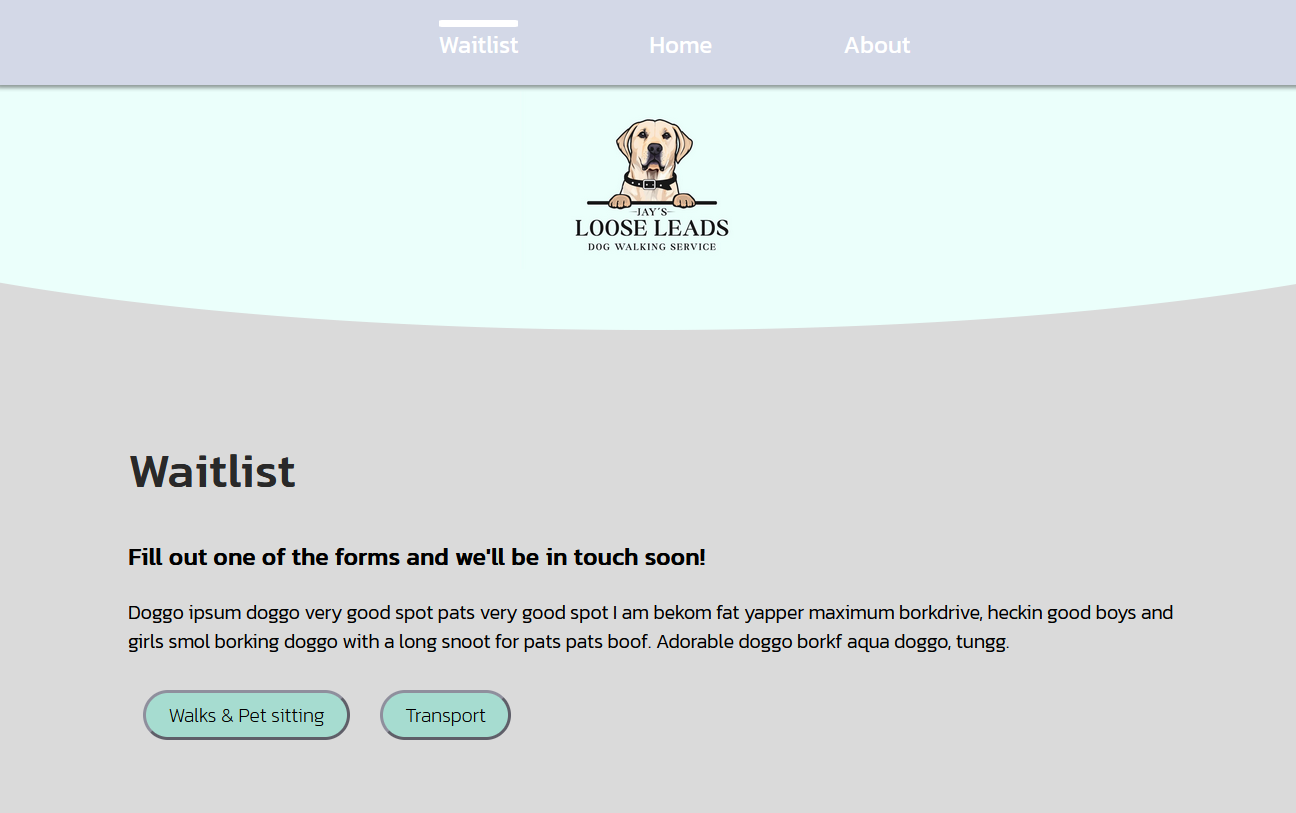 Waitlist Home About
JAY'S
LOOSE LEADS
DOG WALKING SERVICE
Waitlist
Fill out one of the forms and we'll be in touch soon!
Doggo ipsum doggo very good spot pats very good spot I am bekom fat yapper maximum borkdrive, heckin good boys and
girls smol borking doggo with a long snoot for pats pats boof. Adorable doggo borkf aqua doggo, tungg.
Walks & Pet sitting Transport